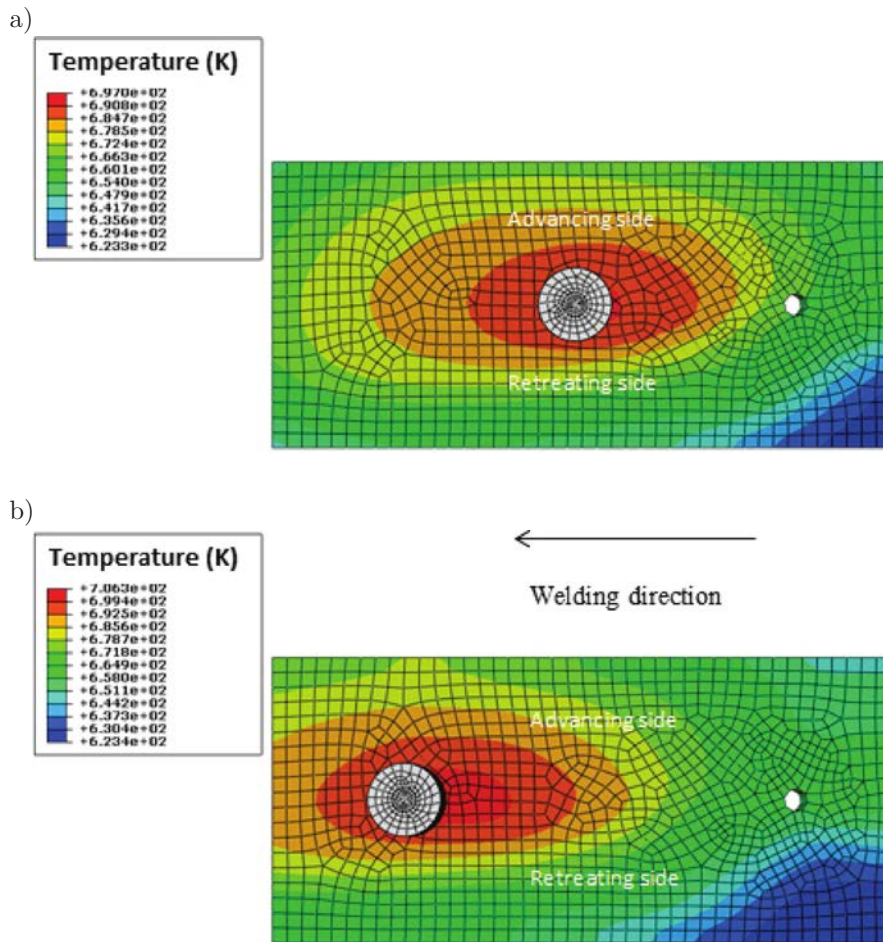 a)
Temperature (K)
+6.970e+02
+6.908e+02
+6.847e+02
+6.785e+02
+6.724e+02
+6.663e+02
+6.601e+02
+6.540e+02
+6.479e+02
+6.417e+02
+6.356e+02
+6.294e+02
+6.233e+02
Advancing side
Retreating side
b)
Temperature (K)
+7.063e+02
+6.994e+02
+6.925e+02
+6.856e+02
+6.787e+02
+6.718e+02
+6.649e+02
+6.580e+02
+6.511e+02
+6.442e+02
+6.373e+02
+6.304e+02
+6.234e+02
Welding direction
Advancing side
Retreating side